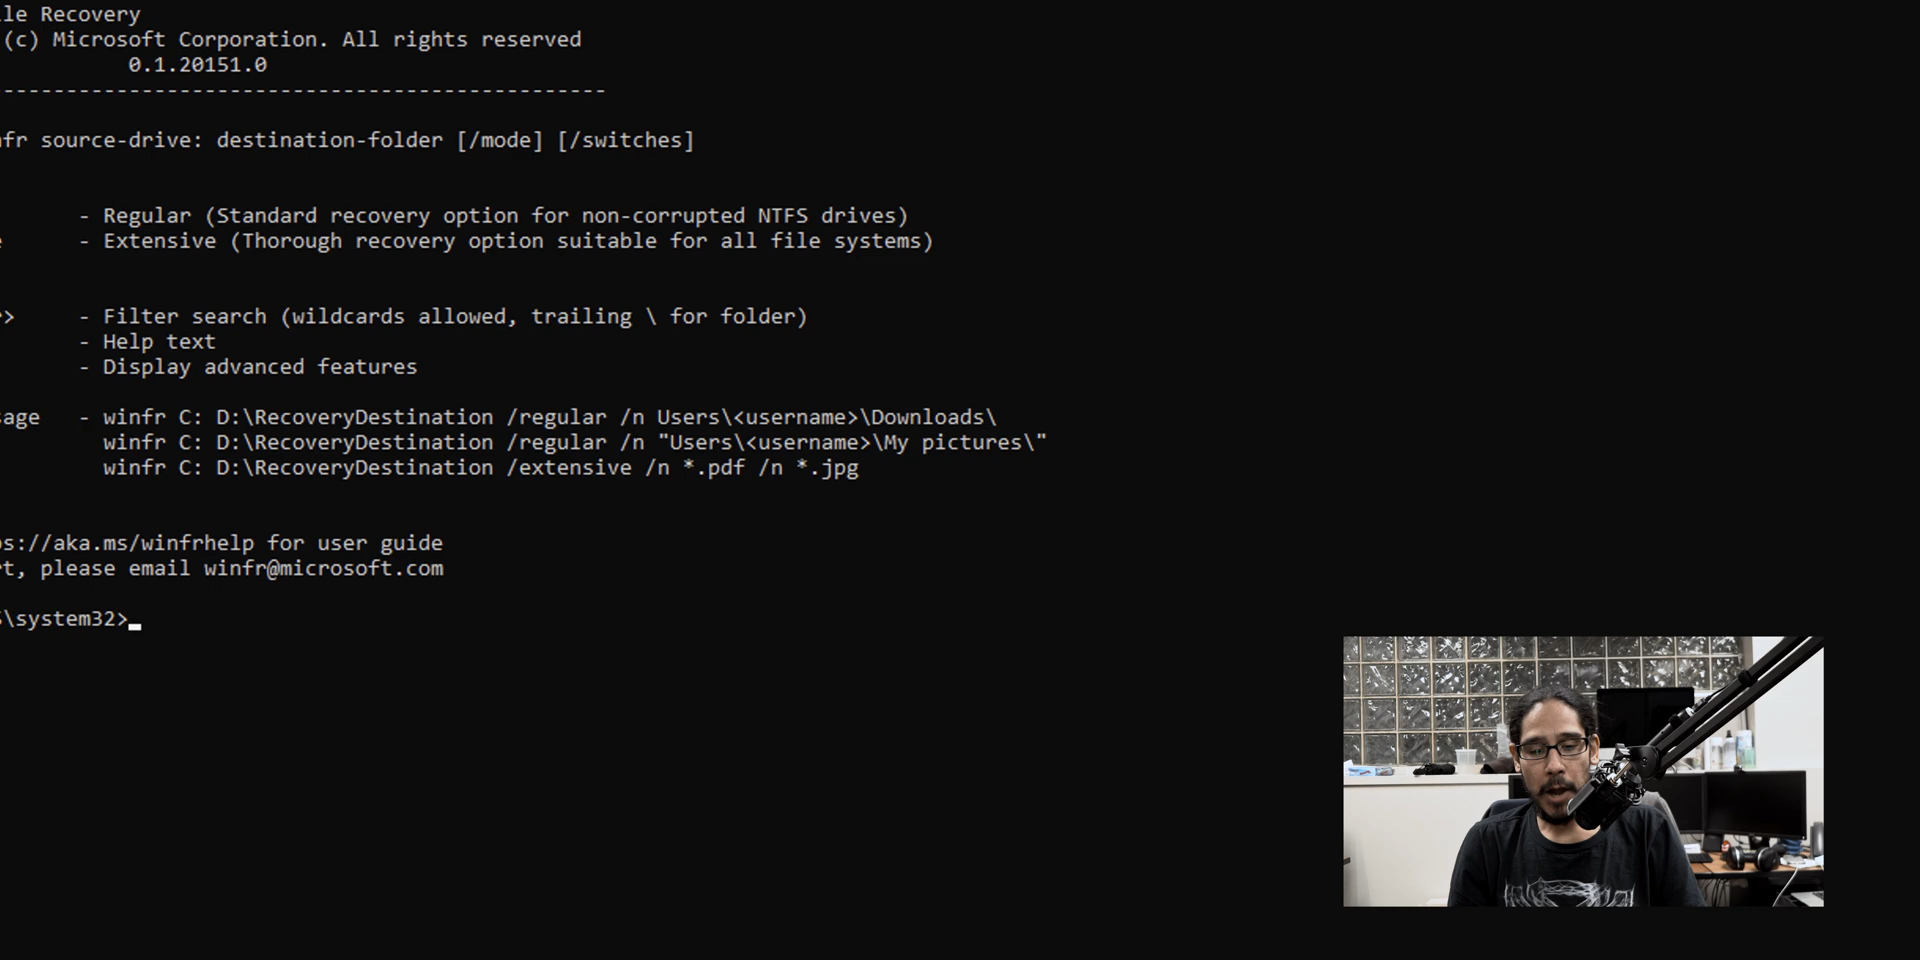 le Recovery
(c) Microsoft Corporation. All rights reserved
0.1.20151.0
------------------------------------------------
fr source-drive: destination-folder [/mode] [/switches]
- Regular (Standard recovery option for non-corrupted NTFS drives)
e - Extensive (Thorough recovery option suitable for all file systems)
> - Filter search (wildcards allowed, trailing \ for folder)
- Help text
- Display advanced features
sage - winfr C: D:\RecoveryDestination /regular /n Users\<username>\Downloads\
winfr C: D:\RecoveryDestination /regular /n "Users\<username>\My pictures\"
winfr C: D:\RecoveryDestination /extensive /n *.pdf /n *.jpg
s://aka.ms/winfrhelp for user guide
t, please email winfr@microsoft.com
\system32>